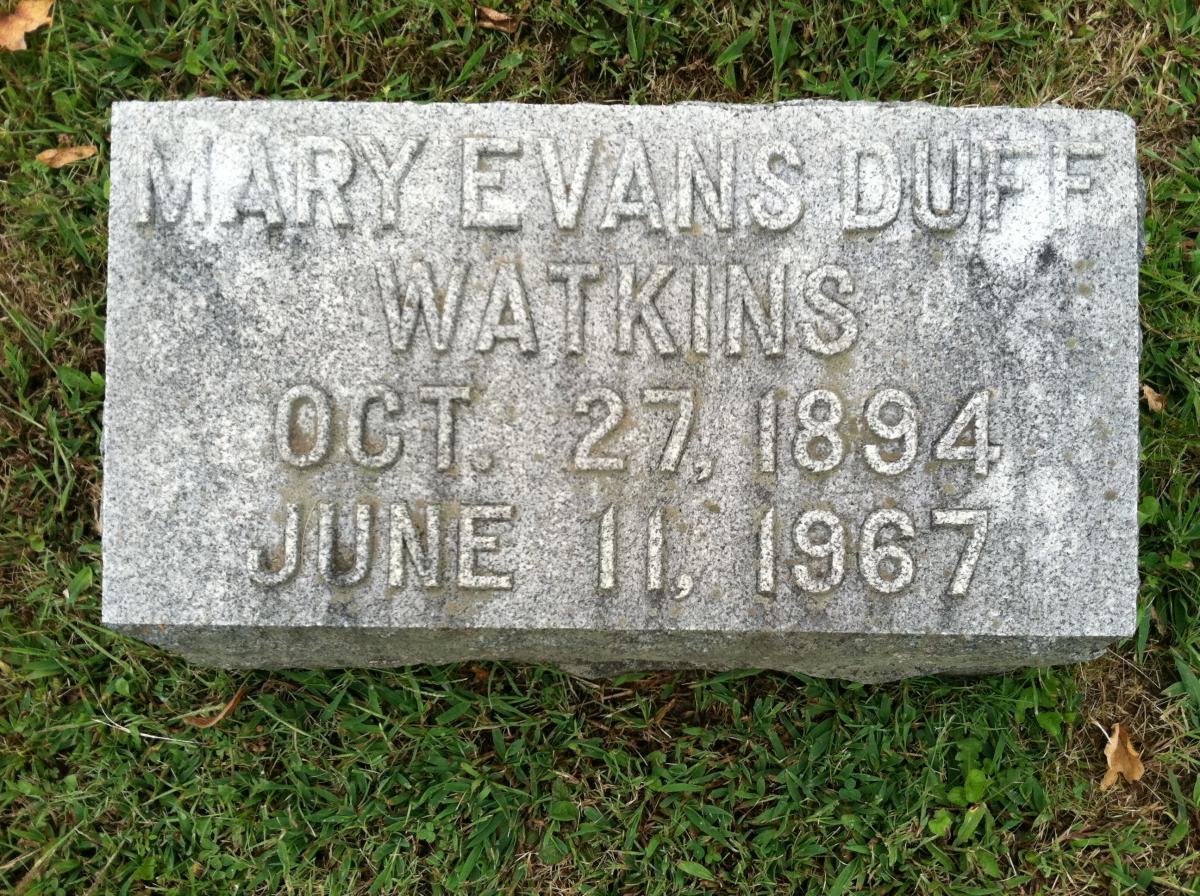 MARY EVANS DUFF
WATKINS
OCT. 27, 1894
JUNE 11, 1967